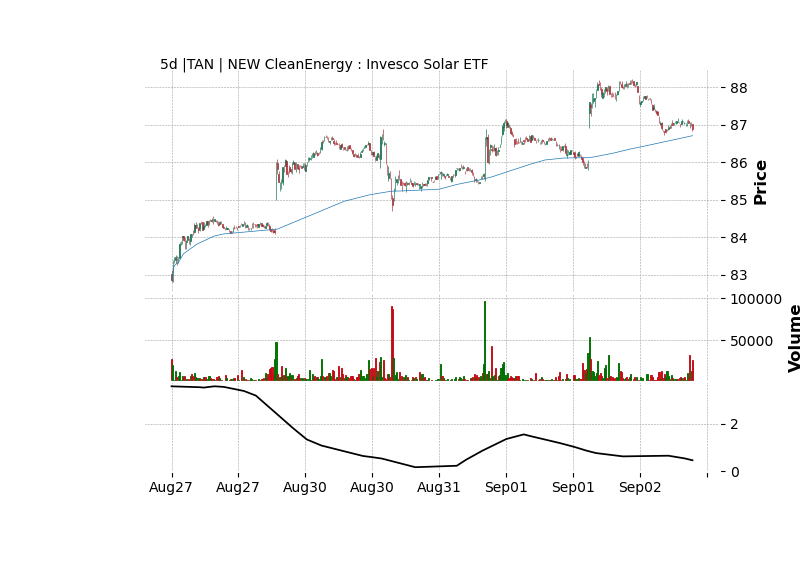 5d |TAN | NEW CleanEnergy : Invesco Solar ETF
88
87
86
85
84
83
Price
100000
50000
Volume
2
0
Aug27 Aug27 Aug30 Aug30 Aug31 Sep01 Sep01 Sep02